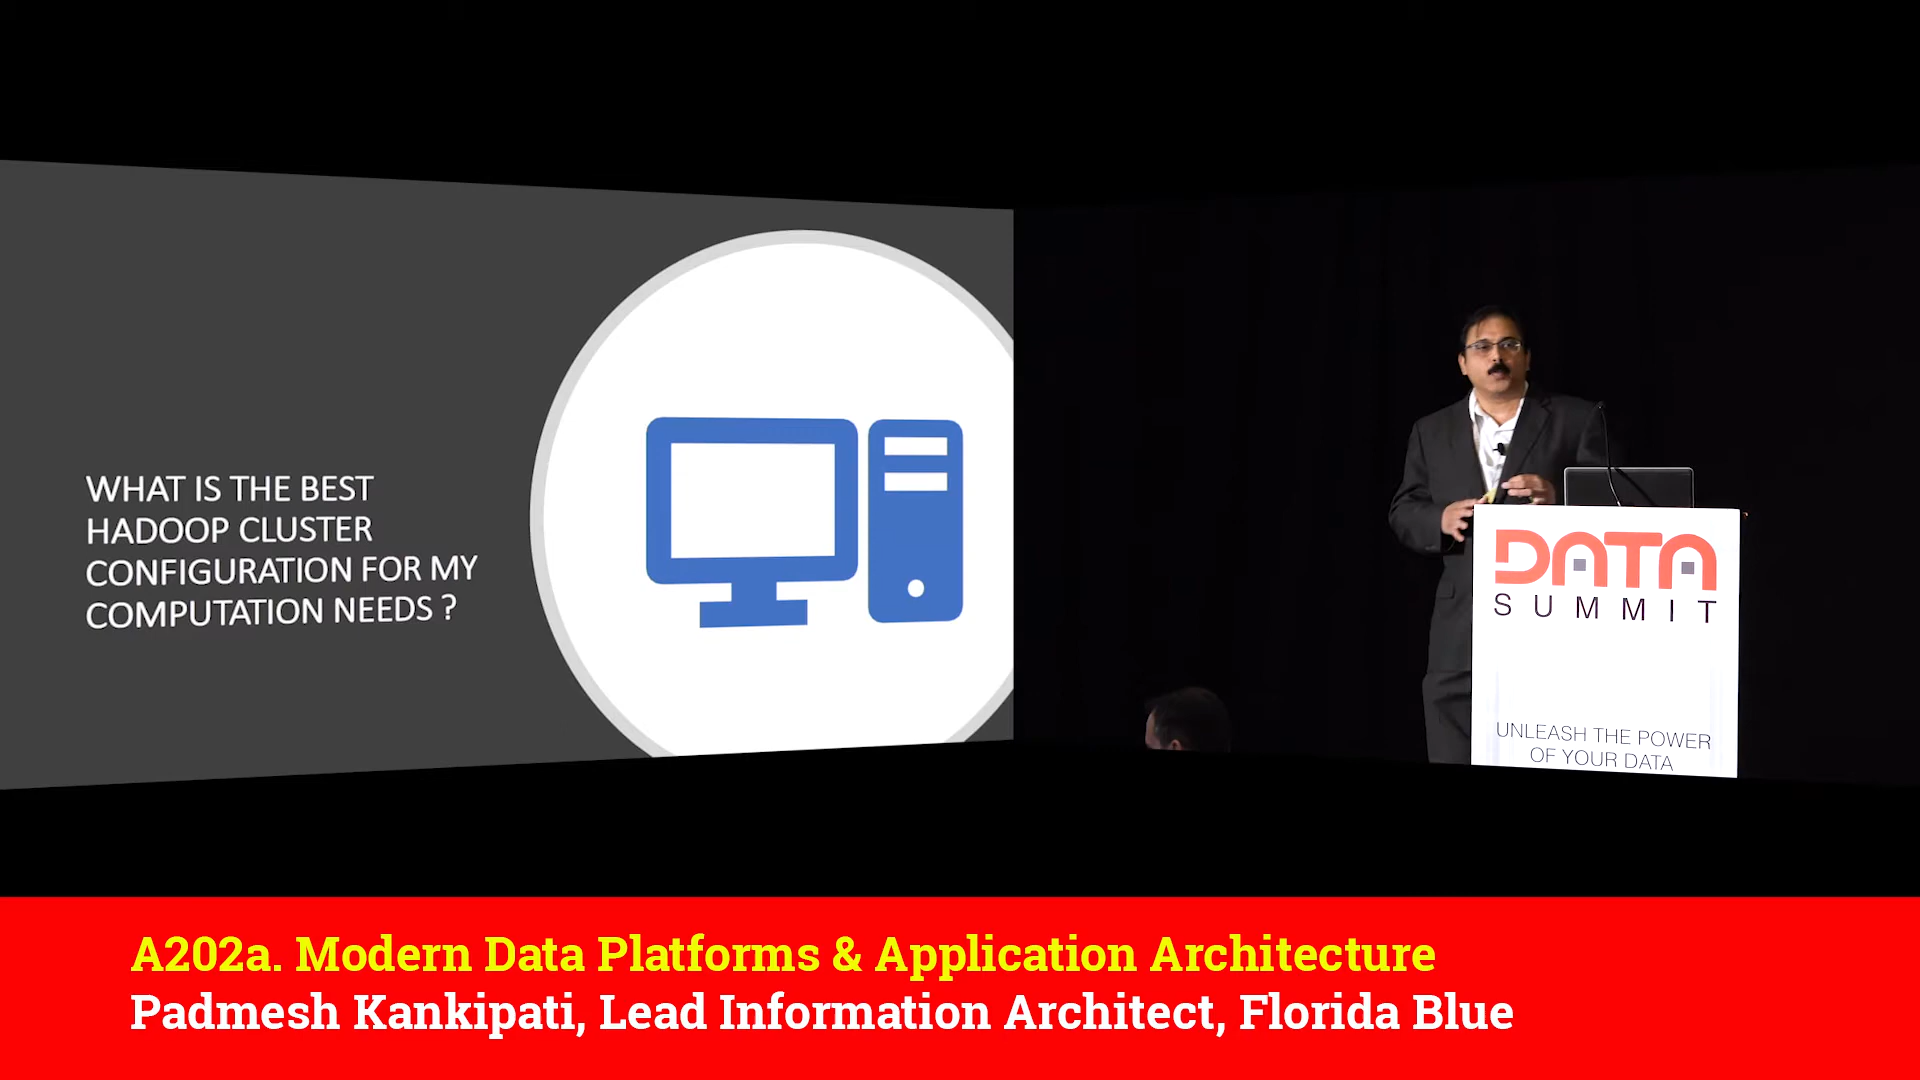 WHAT IS THE BEST
HADOOP CLUSTER
CONFIGURATION FOR MY
COMPUTATION NEEDS ?
DATA
SUMMIT
UNLEASH THE POWER
OF YOUR DATA
A202a. Modern Data Platforms & Application Architecture
Padmesh Kankipati, Lead Information Architect, Florida Blue